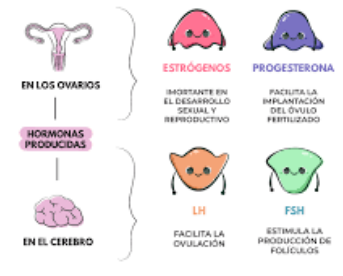 EN LOS OVARIOS
HORMONAS
PRODUCIDAS
EN EL CEREBRO
ESTRÓGENOS
IMORTANTE EN
EL DESARROLLO
SEXUAL Y
REPRODUCTIVO
PROGESTERONA
FACILITA LA
IMPLANTACIÓN
DEL ÓVULO
FERTILIZADO
LH
FACILITA LA
OVULACIÓN
FSH
ESTIMULA LA
PRODUCCIÓN DE
FOLÍCULOS